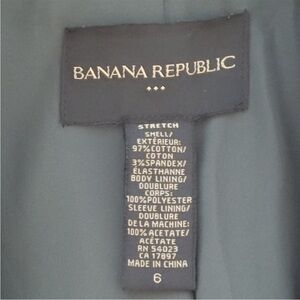 BANANA REPUBLIC
STRETCH
SHELL/
EXTÉRIEUR:
97%COTTON/
COTON
3%SPANDEX/
ÉLASTHANNE
BODY LINING/
DOUBLURE
CORPS:
100%POLYESTER
SLEEVE LINING/
DOUBLURE
DE LA MACHINE:
100%ACETATE/
ACÉTATE
RN 54023
CA 17897
MADE IN CHINA
6